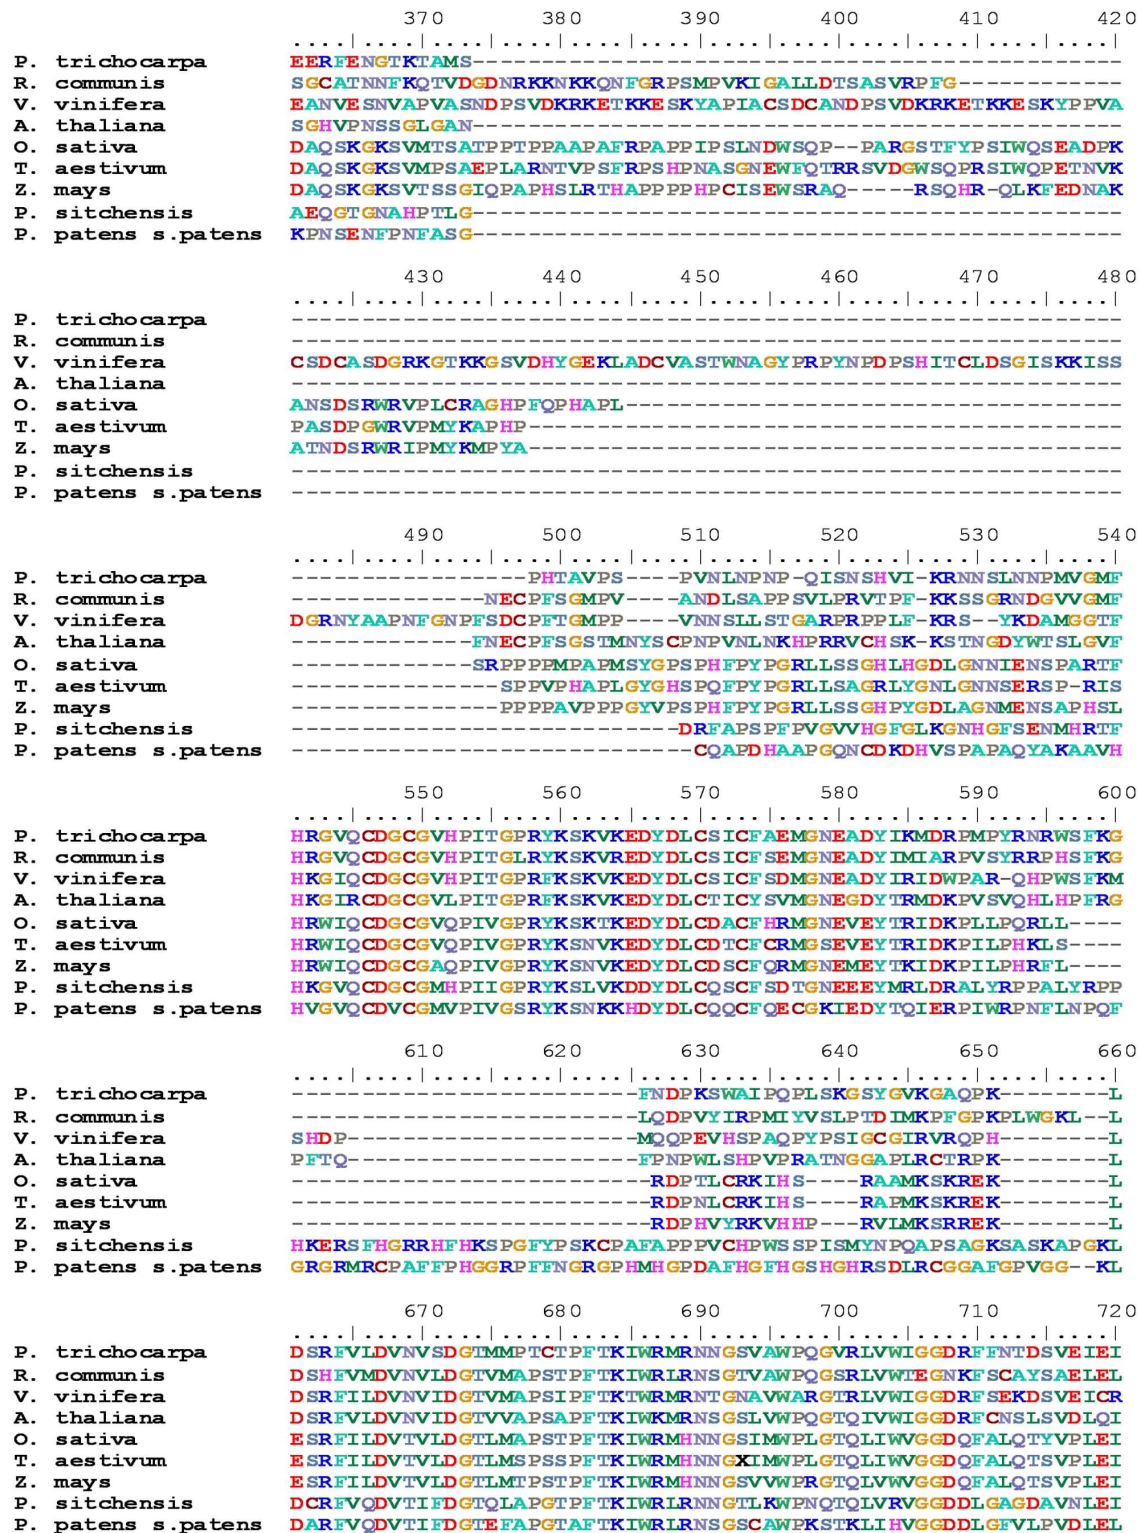 370 380 390 400 410 420
P. trichocarpa EERFENGTKTAMS-----------------------------------------------
R. communis SGCATNNFKQTVDGDNRKKNKKQNFGRPSMPVKIGALLDTSASVRPFG------------
V. vinifera EANVESNVAPVASNDPSVDKRKETKKESKYAPIACSDCANDPSVDKRKETKKESKYPPVA
A. thaliana SGHVPNSSGLGAN-----------------------------------------------
O. sativa DAQSKGKSVMTSATPPTPPAAPAFRPAPPIPSLNDWSQP--PARGSTFYPSIWQSEADPK
T. aestivum DAQSKGKSVMPSAEPLARNTVPSFRPSHPNASGNEWFQTRRSVDGWSQPRSIWQPETNVK
Z. mays DAQSKGKSVTSSGIQPAPHSLRTHAPPPPHPCISEWSRAQ-----RSQHR-QLKFEDNAK
P. sitchensis AEQGTGNAHPTLG-----------------------------------------------
P. patens s.patens KPNSENFPNFASG-----------------------------------------------
430 440 450 460 470 480
P. trichocarpa ------------------------------------------------------------
R. communis ------------------------------------------------------------
V. vinifera CSDCASDGRKGTKKGSVDHYGEKLADCVASTWNAGYPRPYNPDPSHITCLDSGISKKISS
A. thaliana ------------------------------------------------------------
O. sativa ANSDSRWRVPLCRAGHPFQPHAPL------------------------------------
T. aestivum PASDPGWRVPMYKAPHP-------------------------------------------
Z. mays ATNDSRWRIPMYKMPYA-------------------------------------------
P. sitchensis ------------------------------------------------------------
P. patens s.patens ------------------------------------------------------------
490 500 510 520 530 540
P. trichocarpa -----------------PHTAVPS----PVNLNPNP-QISNSHVI-KRNNSLNNPMVGMF
R. communis --------------NECPFSGMPV----ANDLSAPPSVLPRVTPF-KKSSGRNDGVVGMF
V. vinifera DGRNYAAPNFGNPFSDCPFTGMPP----VNNSLLSTGARPRPPLF-KRS---YKDAMGGTF
A. thaliana -------------FNECPFSGSTMNYSCPNPVNLNKHPRRVCHSK-KSTNGDYWTSLGVF
O. sativa -------------SRPPPPMPAPMSYGPSPHFPYPGRLLSSGHLHGDLGNNIENSPARTF
T. aestivum ---------------SPPVPHAPLGYGHSPQFPYPGRLLSAGRLYGNLGNNSERSP-RIS
Z. mays ---------------PPPPAVPPPGYVPSPHFPYPGRLLSSGHPYGDLAGNMENSAPHSL
P. sitchensis ----------------------------DRFAPSPFPVGVVHGFGLKGNHGFSENMHRTF
P. patens s.patens -----------------------------CQAPDHAAPGQNCDKDHVSPAPAQYAKAAVH
550 560 570 580 590 600
P. trichocarpa HRGVQCDGCGVHPITGPRYKSKVKEDYDLCSICFAEMGNEADYIKMDRPMPYRNRWSFKG
R. communis HRGVQCDGCGVHPITGLRYKSKVREDYDLCSICFSEMGNEADYIMIARPVSYRRPHSFKG
V. vinifera HKGIQCDGCGVHPITGPRFKSKVKEDYDLCSICFSDMGNEADYIRIDWPAR-QHPWSFKM
A. thaliana HKGIRCDGCGVLPITGPRFKSKVKEDYDLCTICYSVMGNEGDYTRMDKPVSVQHLHPFRG
O. sativa HRWIQCDGCGVQPIVGPRYKSKTKEDYDLCDACFHRMGNEVEYTRIDKPLLPQRLL----
T. aestivum HRWIQCDGCGVQPIVGPRYKSNVKEDYDLCDTCFCRMGSEVEYTRIDKPILPHKLS----
Z. mays HRWIQCDGCGAQPIVGPRYKSNVKEDYDLCDSCFQRMGNEMEYTKIDKPILPHRFL----
P. sitchensis HKGVQCDGCGMHPIIGPRYKSLVKDDYDLCQSCFSDTGNEEEYMRLDRALYRPPALYRPP
P. patens s.patens HVGVQCDVCGMVPIVGSRYKSNKKHDYDLCQQCFQECGKIEDYTQIERPIWRPNFLNPQF
610 620 630 640 650 660
P. trichocarpa -------------------------FNDPKSWAIPQPLSKGSYGVKGAQPK--------L
R. communis -------------------------LQDPVYIRPMIYVSLPTDIMKPFGPKPLWGKL--L
V. vinifera SHDP---------------------MQQPEVHSPAQPYPSIGCGIRVRQPH--------L
A. thaliana PFTQ---------------------FPNPWLSHPVPRATNGGAPLRCTRPK--------L
O. sativa --------------------------RDPTLCRKIHS----RAAMKSKREK--------L
T. aestivum --------------------------RDPNLCRKIHS----RAPMKSKREK--------L
Z. mays --------------------------RDPHVYRKVHHP---RVLMKSRREK--------L
P. sitchensis HKERSFHGRRHFHKSPGFYPSKCPAFAPPPVCHPWSSPISMYNPQAPSAGKSASKAPGKL
P. patens s.patens GRGRMRCPAFFPHGGRPFFNGRGPHMHGPDAFHGFHGSHGHRSDLRCGGAFGPVGG--KL
670 680 690 700 710 720
P. trichocarpa DSRFVLDVNVSDGTMMPTCTPFTKIWRMRNNGSVAWPQGVRLVWIGGDRFFNTDSVEIEI
R. communis DSHFVMDVNVLDGTVMAPSTPFTKIWRMRNSGTVAWPQGSRLVWTEGNKFSCAYSAELEL
V. vinifera DSRFILDVNVIDGTVMAPSIPFTKTWRMRNTGNAVWARGTRLVWIGGDRFSEKDSVEICR
A. thaliana DSRFVLDVNVIDGTVVAPSAPFTKIWKMRNSGSLVWPQGTQIVWIGGDRFCNSLSVDLQI
O. sativa ESRFILDVTVLDGTLMAPSTPFTKIWRMHNNGSIMWPLGTQLIWVGGDQFALQTYVPLEI
T. aestivum ESRFILDVTVLDGTLMSPSSPFTKIWRMHNNGXIMWPLGTQLIWVGGDQFALQTSVPLEI
Z. mays ESRFILDVTVLDGTLMTPSTPFTKIWRMHNNGSVVWPRGTQLVWVGGDQFALQTSVPLEI
P. sitchensis DCRFVQDVTIFDGTQLAPGTPFTKIWRLRNNGTLKWPNQTQLVRVGGDDLGAGDAVNLEI
P. patens s.patens DARFVQDVTIFDGTEFAPGTAFTKIWRLRNSGSCAWPKSTKLIHVGGDDLGFVLPVDLEL